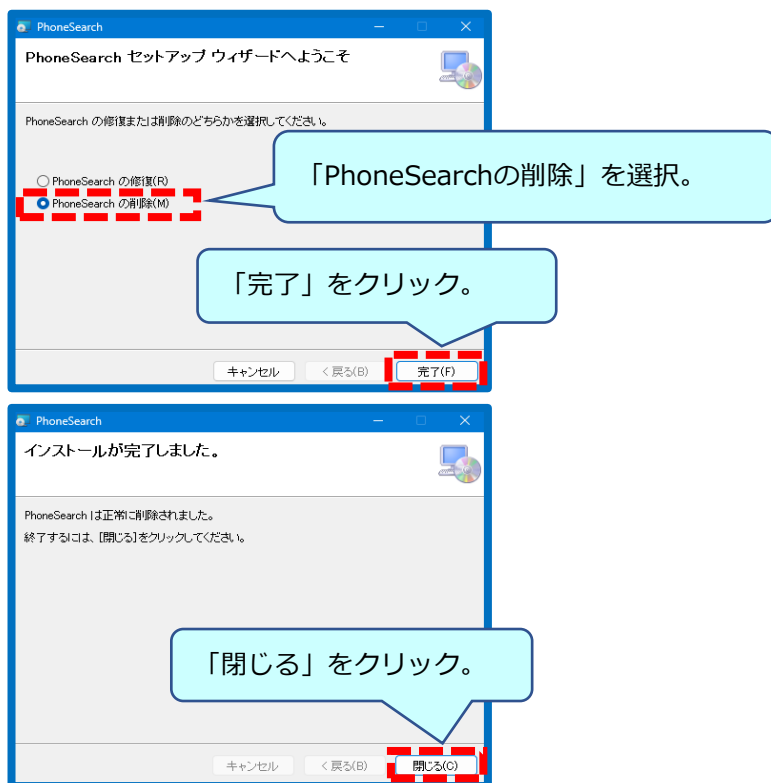 PhoneSearch
PhoneSearch セットアップ ウィザードへようこそ
PhoneSearch の修復または削除のどちらかを選択してください。
PhoneSearch の修復(R)
PhoneSearch の削除(M)
「PhoneSearchの削除」を選択。
「完了」をクリック。
キャンセル
< 戻る(B)
完了(F)
PhoneSearch
インストールが完了しました。
PhoneSearch は正常に削除されました。
終了するには、[閉じる]をクリックしてください。
「閉じる」をクリック。
キャンセル
< 戻る(B)
閉じる(C)